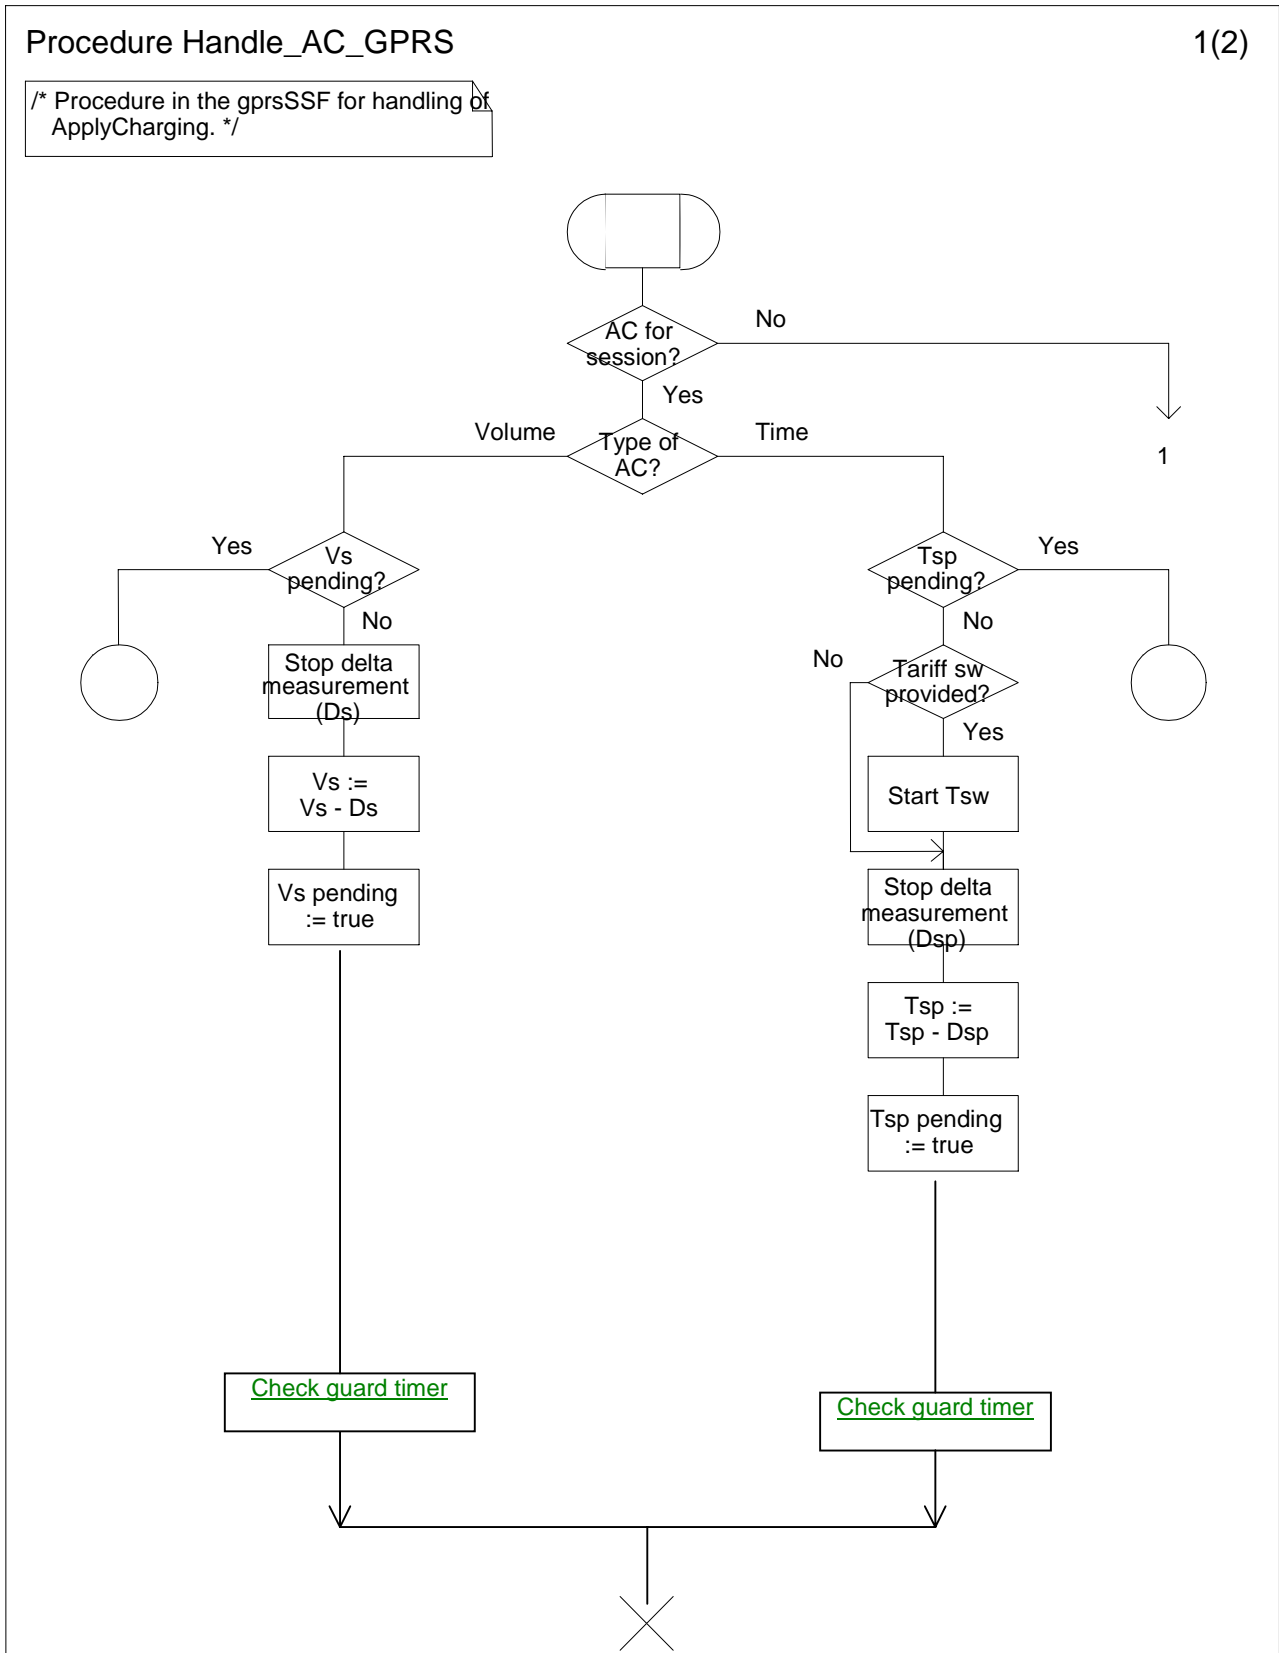 Procedure Handle_AC_GPRS
1(2)
/* Procedure in the gprsSSF for handling of
ApplyCharging. */
AC for
session?
No
Yes
Type of
AC?
Volume
Time
1
Vs
pending?
Yes
No
Tsp
pending?
Yes
No
Stop delta
measurement
(Ds)
Tariff sw
provided?
No
Yes
Vs :=
Vs - Ds
Start Tsw
Vs pending
:= true
Stop delta
measurement
(Dsp)
Tsp :=
Tsp - Dsp
Tsp pending
:= true
Check guard timer
Check guard timer